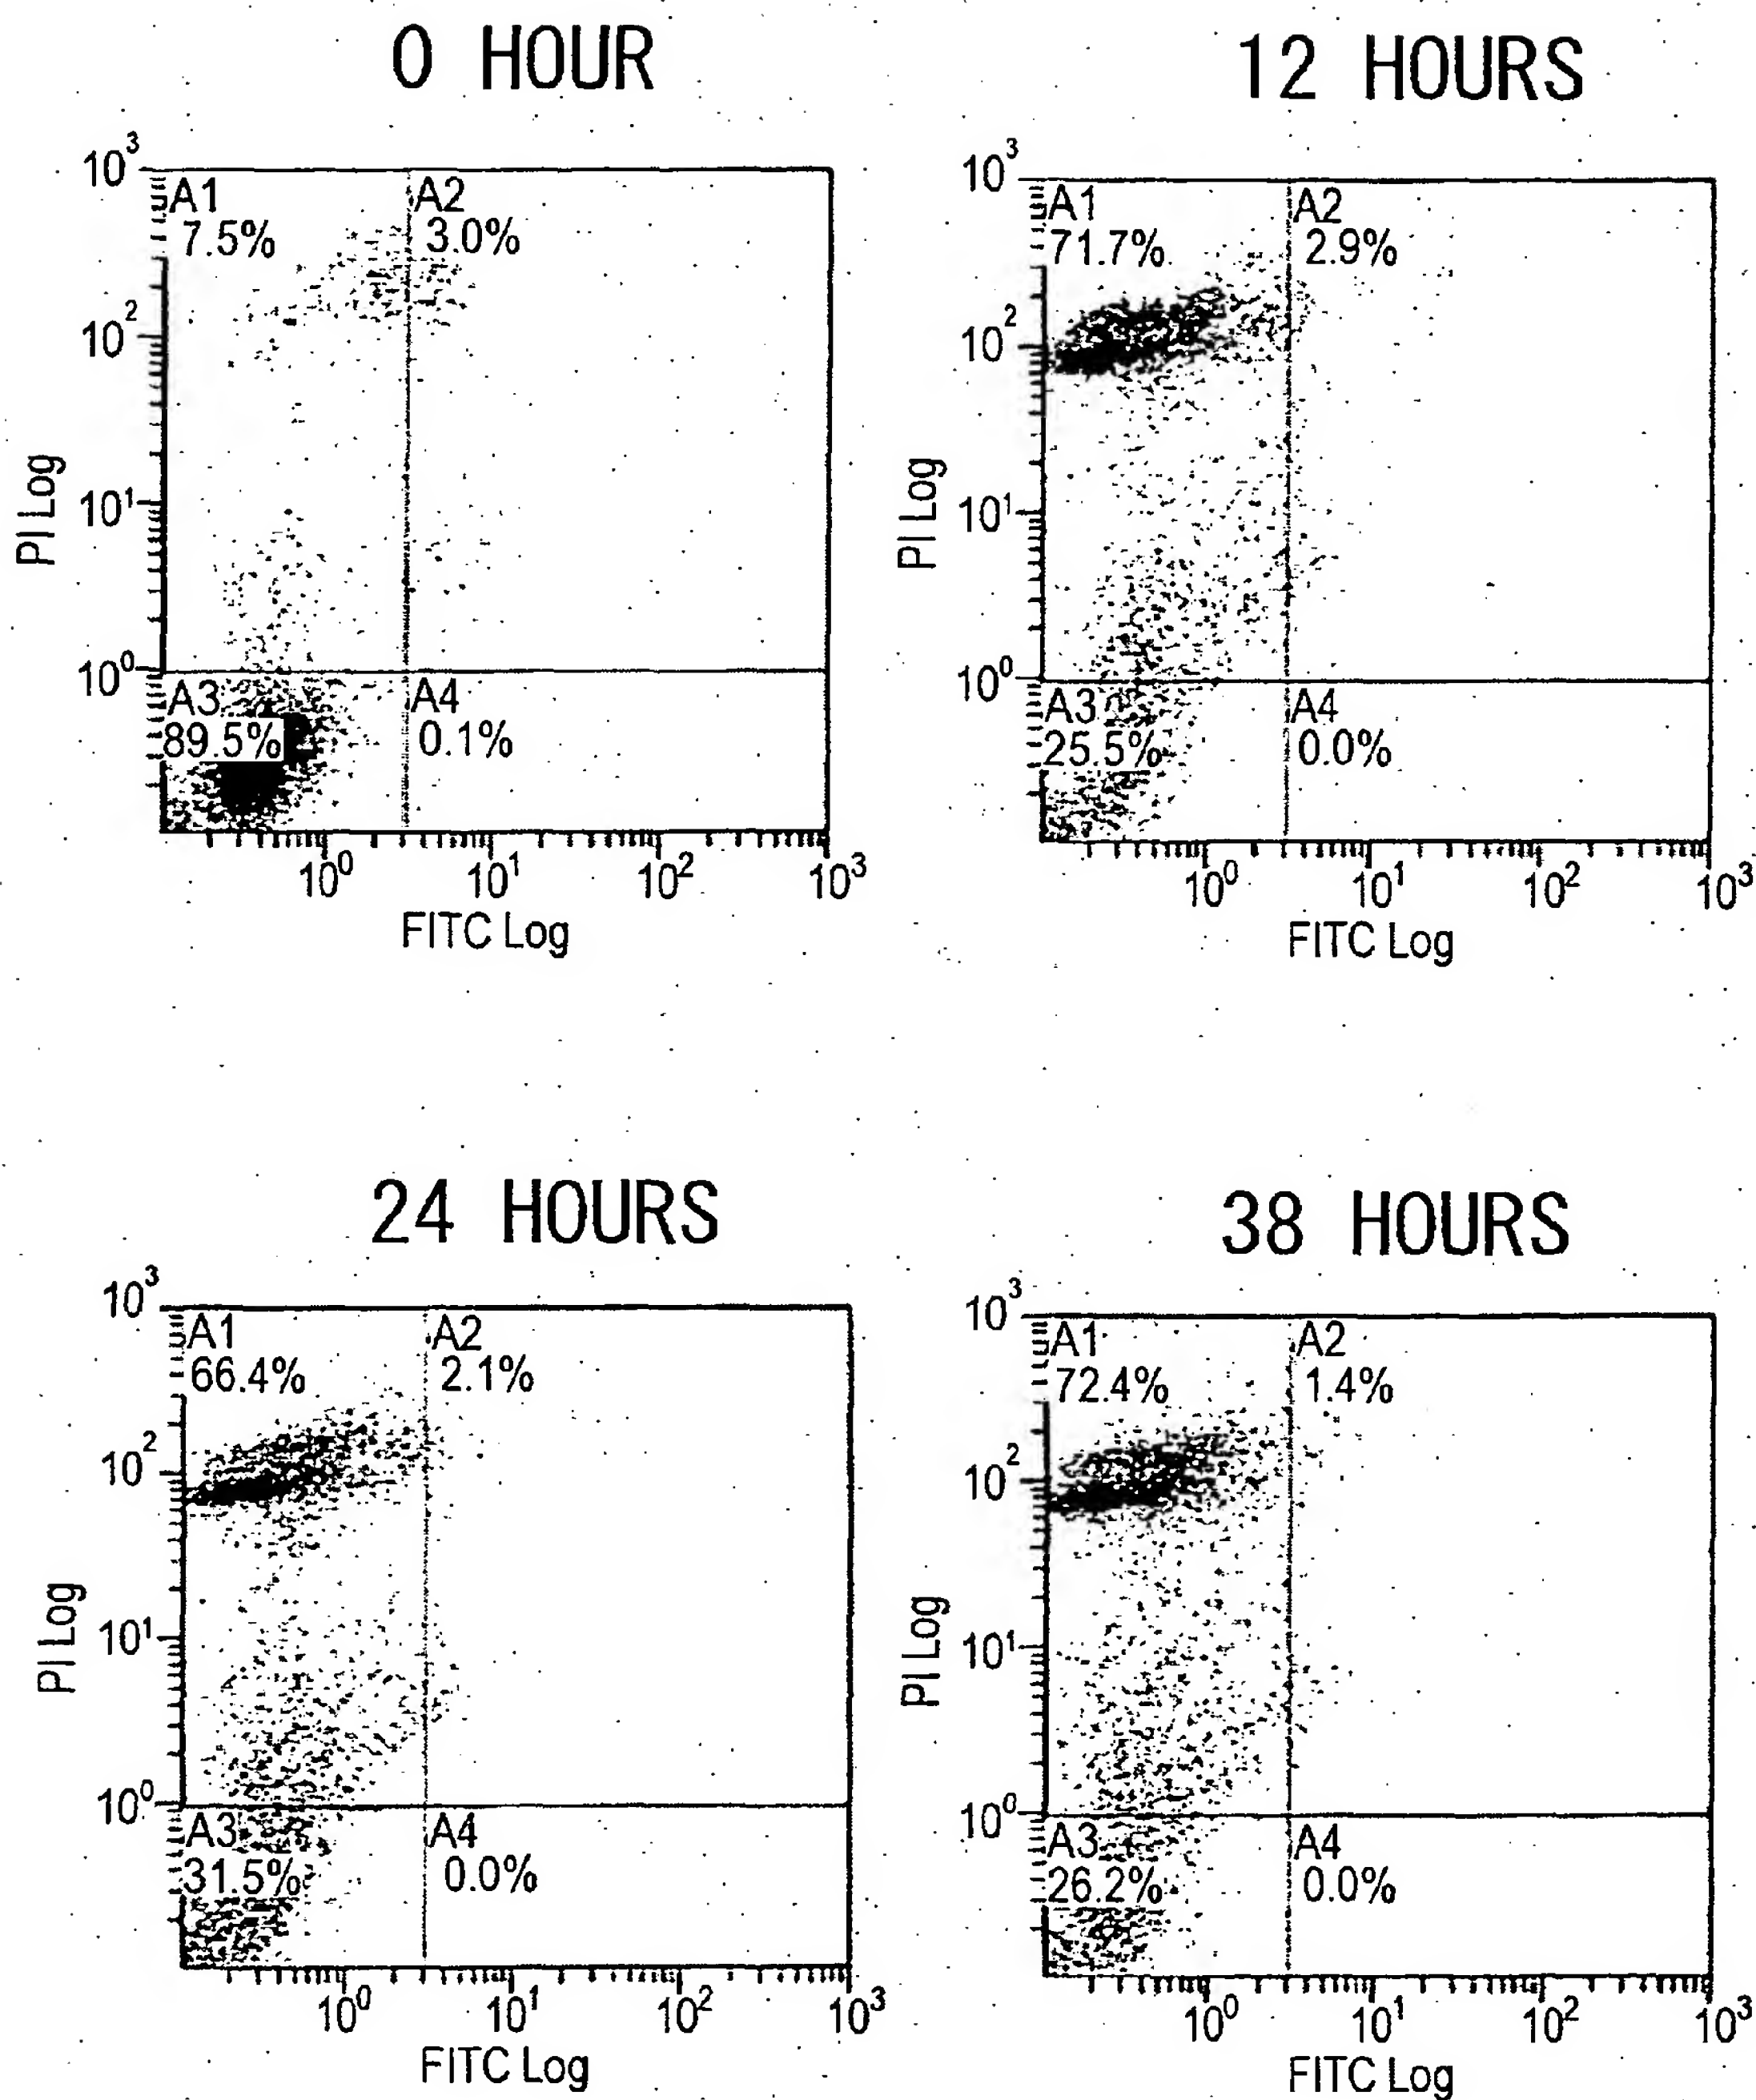 0 HOUR
10³
A1
7.5%
A2
3.0%
10²
10¹
10⁰
PI Log
A3
89.5%
A4
0.1%
10⁰ 10¹ 10² 10³
FITC Log
12 HOURS
10³
A1
71.7%
A2
2.9%
10²
10¹
10⁰
PI Log
A3
25.5%
A4
0.0%
10⁰ 10¹ 10² 10³
FITC Log
24 HOURS
10³
A1
66.4%
A2
2.1%
10²
10¹
10⁰
PI Log
A3
31.5%
A4
0.0%
10⁰ 10¹ 10² 10³
FITC Log
38 HOURS
10³
A1
72.4%
A2
1.4%
10²
10¹
10⁰
PI Log
A3
26.2%
A4
0.0%
10⁰ 10¹ 10² 10³
FITC Log